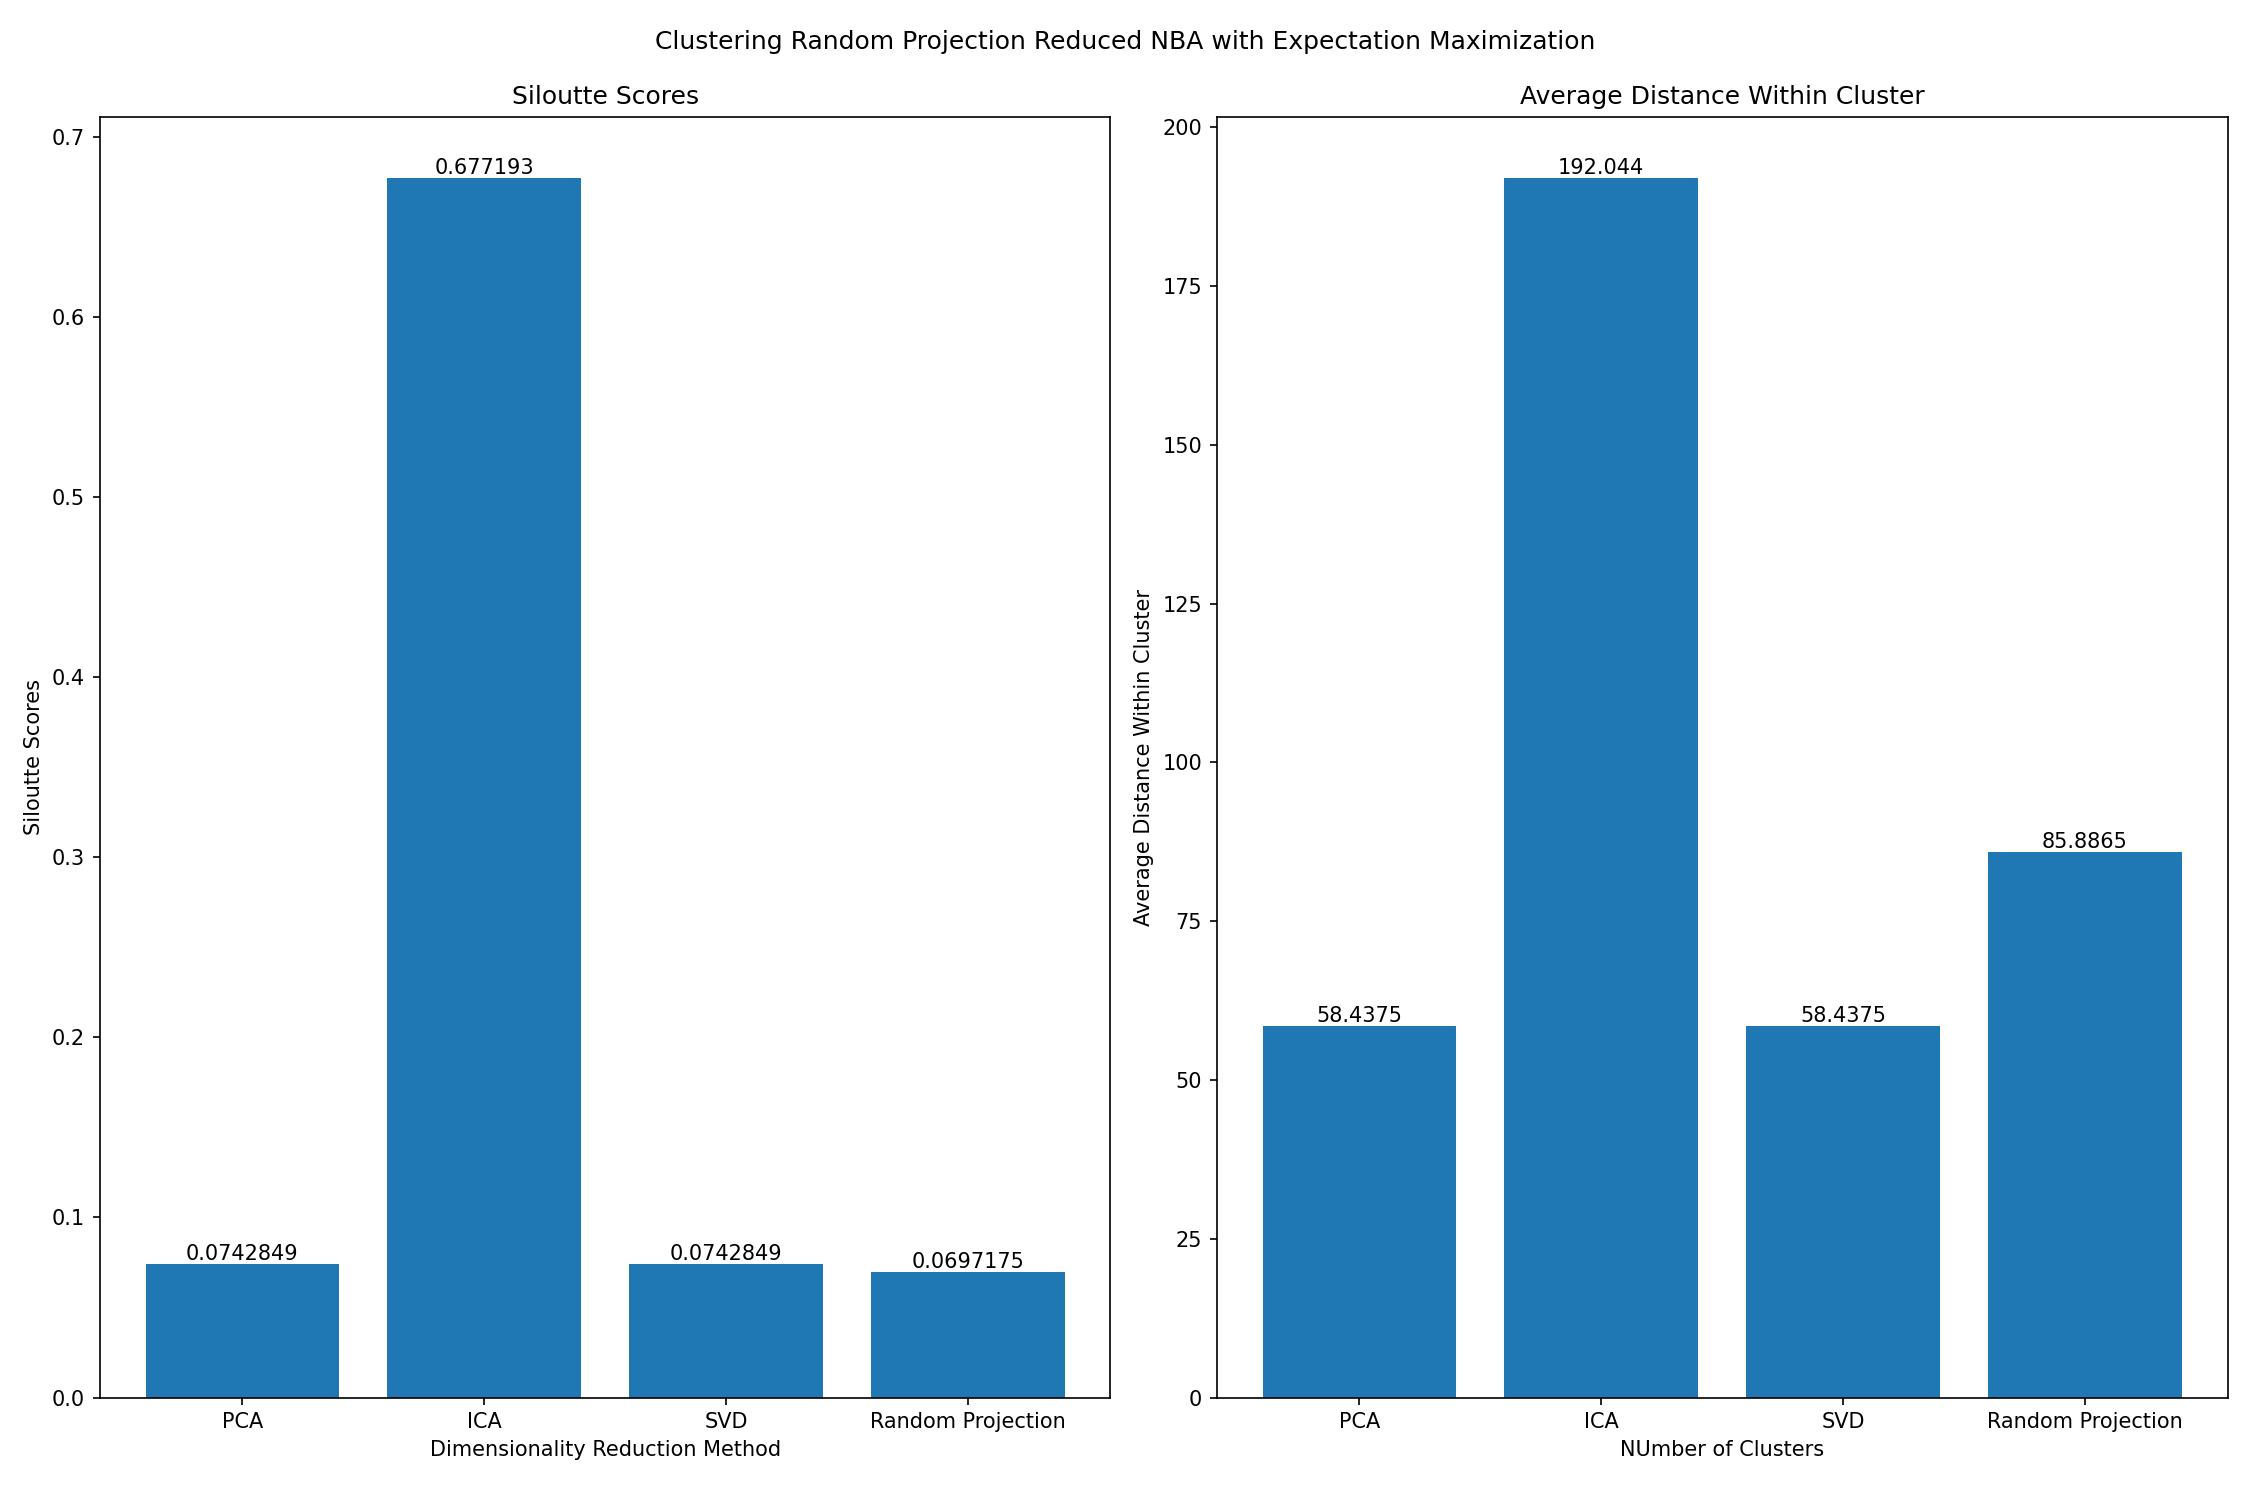 Clustering Random Projection Reduced NBA with Expectation Maximization
Siloutte Scores
0.7
0.6
0.5
0.4
0.3
0.2
0.1
0.0
Siloutte Scores
0.0742849
0.677193
0.0742849
0.0697175
PCA
ICA
SVD
Random Projection
Dimensionality Reduction Method
Average Distance Within Cluster
200
175
150
125
100
75
50
25
0
Average Distance Within Cluster
58.4375
192.044
58.4375
85.8865
PCA
ICA
SVD
Random Projection
NUmber of Clusters